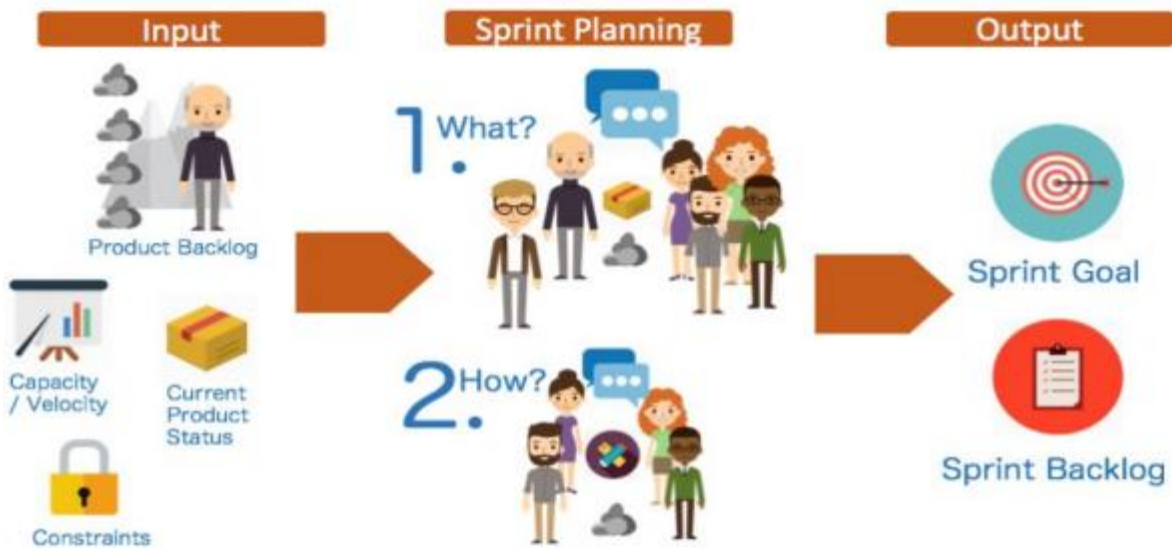 Input
Sprint Planning
Output
Product Backlog
Capacity
/ Velocity
Current
Product
Status
Constraints
1. What?
2. How?
Sprint Goal
Sprint Backlog